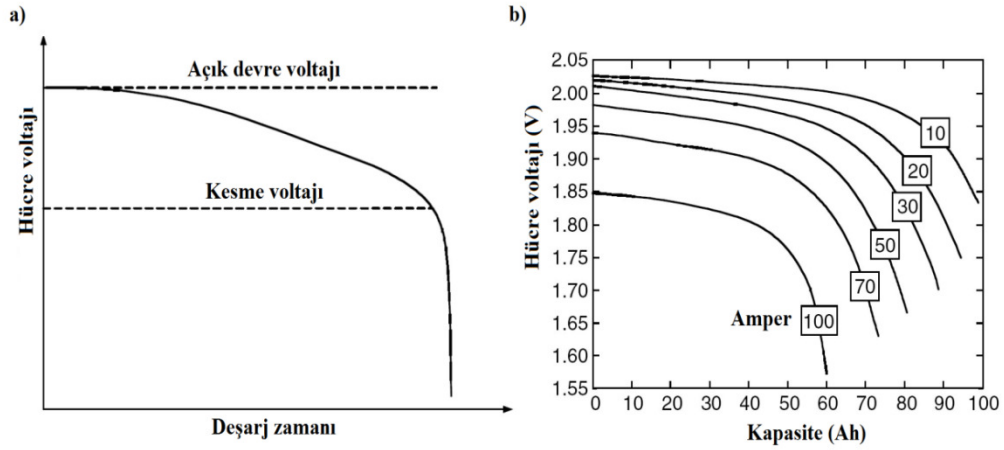 a)
Açık devre voltajı
Kesme voltajı
Hücre voltajı
Deşarj zamanı
b)
Hücre voltajı (V)
2.05
2.00
1.95
1.90
1.85
1.80
1.75
1.70
1.65
1.60
1.55
10
20
30
50
70
Amper 100
0 10 20 30 40 50 60 70 80 90 100
Kapasite (Ah)